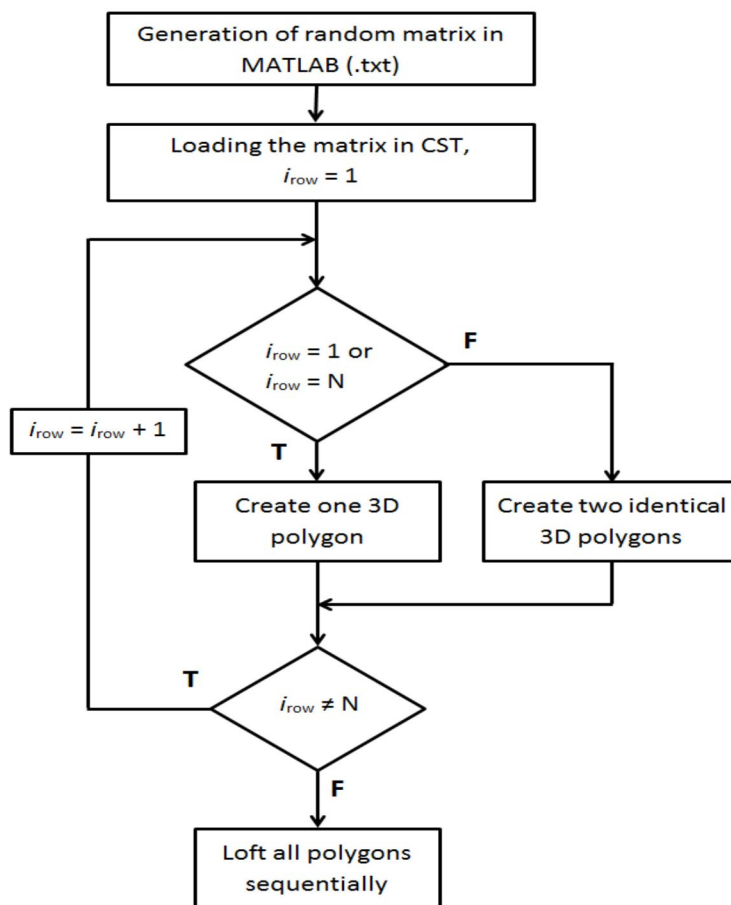 Generation of random matrix in
MATLAB (.txt)
Loading the matrix in CST,
irow = 1
irow = 1 or
irow = N
F
T
irow = irow + 1
Create one 3D
polygon
Create two identical
3D polygons
T
irow ≠ N
F
Loft all polygons
sequentially